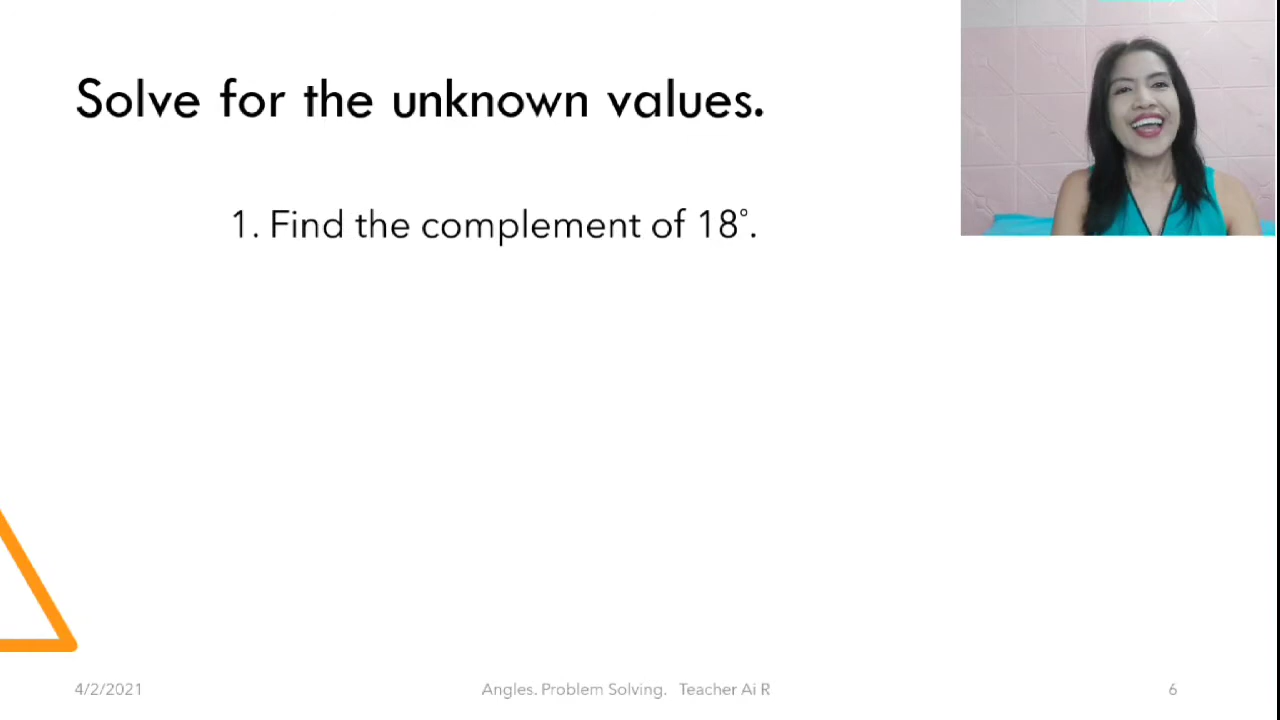 Solve for the unknown values.
1. Find the complement of 18°.
4/2/2021
Angles. Problem Solving. Teacher Ai R
6